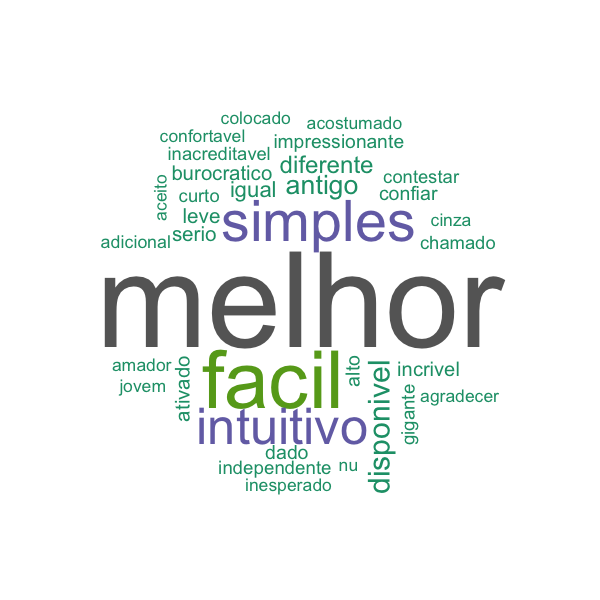 colocado
acostumado
confortavel
impressionante
inacreditavel
diferente
burocratico
contestar
aceito
curto
igual
antigo
confiar
leve
simples
cinza
adicional
serio
chamado
melhor
amador
ativado
facil
alto
disponivel
incrivel
jovem
gigante
agradecer
intuitivo
dado
independente
nu
inesperado